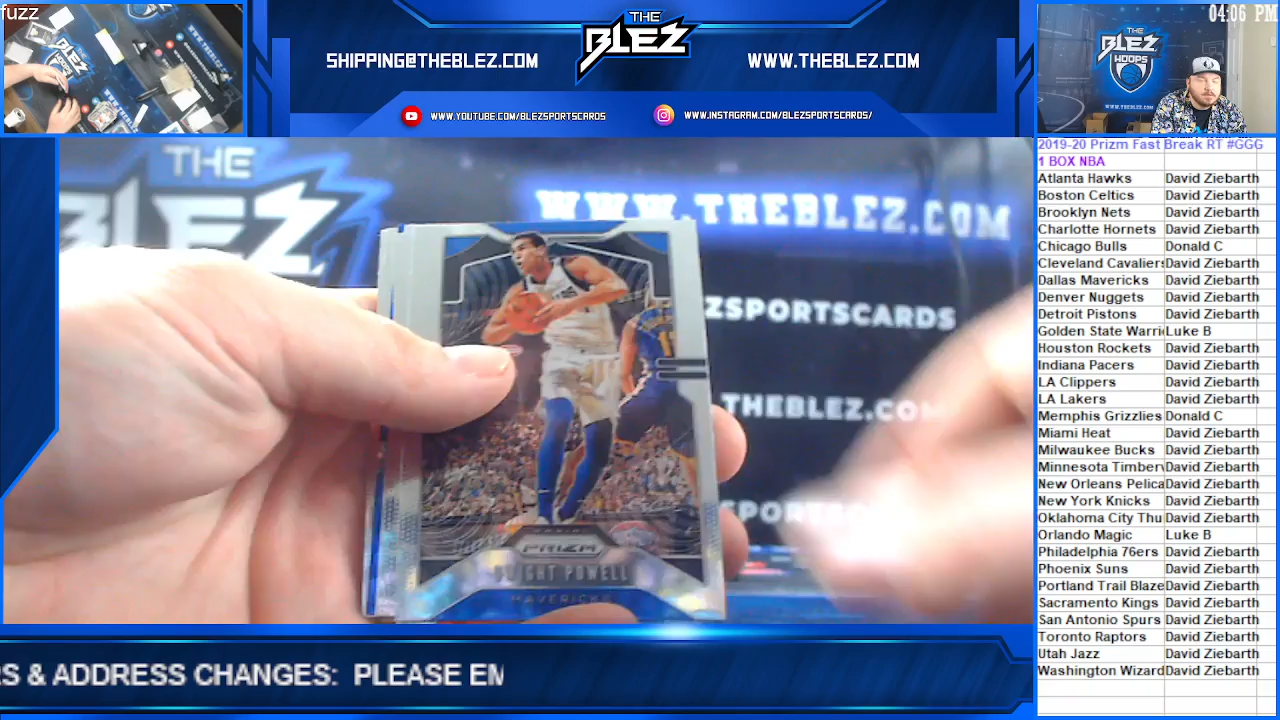 fuzz
04:06 PM
SHIPPING@THEBLEZ.COM
THE
BLEZ
WWW.THEBLEZ.COM
WWW.YOUTUBE.COM/BLEZSPORTSCARDS
WWW.INSTAGRAM.COM/BLEZSPORTSCARDS/
THE
BLEZ
HOOPS
THE
BLEZ
WWW.THEBLEZ.COM
ZSPORTSCARDS
THEBLEZ.COM
PRIZM
DWIGHT POWELL
MAVERICKS
2019-20 Prizm Fast Break RT #GGG
1 BOX NBA
Atlanta Hawks David Ziebarth
Boston Celtics David Ziebarth
Brooklyn Nets David Ziebarth
Charlotte Hornets David Ziebarth
Chicago Bulls Donald C
Cleveland Cavaliers David Ziebarth
Dallas Mavericks David Ziebarth
Denver Nuggets David Ziebarth
Detroit Pistons David Ziebarth
Golden State Warri Luke B
Houston Rockets David Ziebarth
Indiana Pacers David Ziebarth
LA Clippers David Ziebarth
LA Lakers David Ziebarth
Memphis Grizzlies Donald C
Miami Heat David Ziebarth
Milwaukee Bucks David Ziebarth
Minnesota Timberv David Ziebarth
New Orleans Pelica David Ziebarth
New York Knicks David Ziebarth
Oklahoma City Thu David Ziebarth
Orlando Magic Luke B
Philadelphia 76ers David Ziebarth
Phoenix Suns David Ziebarth
Portland Trail Blaze David Ziebarth
Sacramento Kings David Ziebarth
San Antonio Spurs David Ziebarth
Toronto Raptors David Ziebarth
Utah Jazz David Ziebarth
Washington Wizard David Ziebarth
RS & ADDRESS CHANGES: PLEASE EM